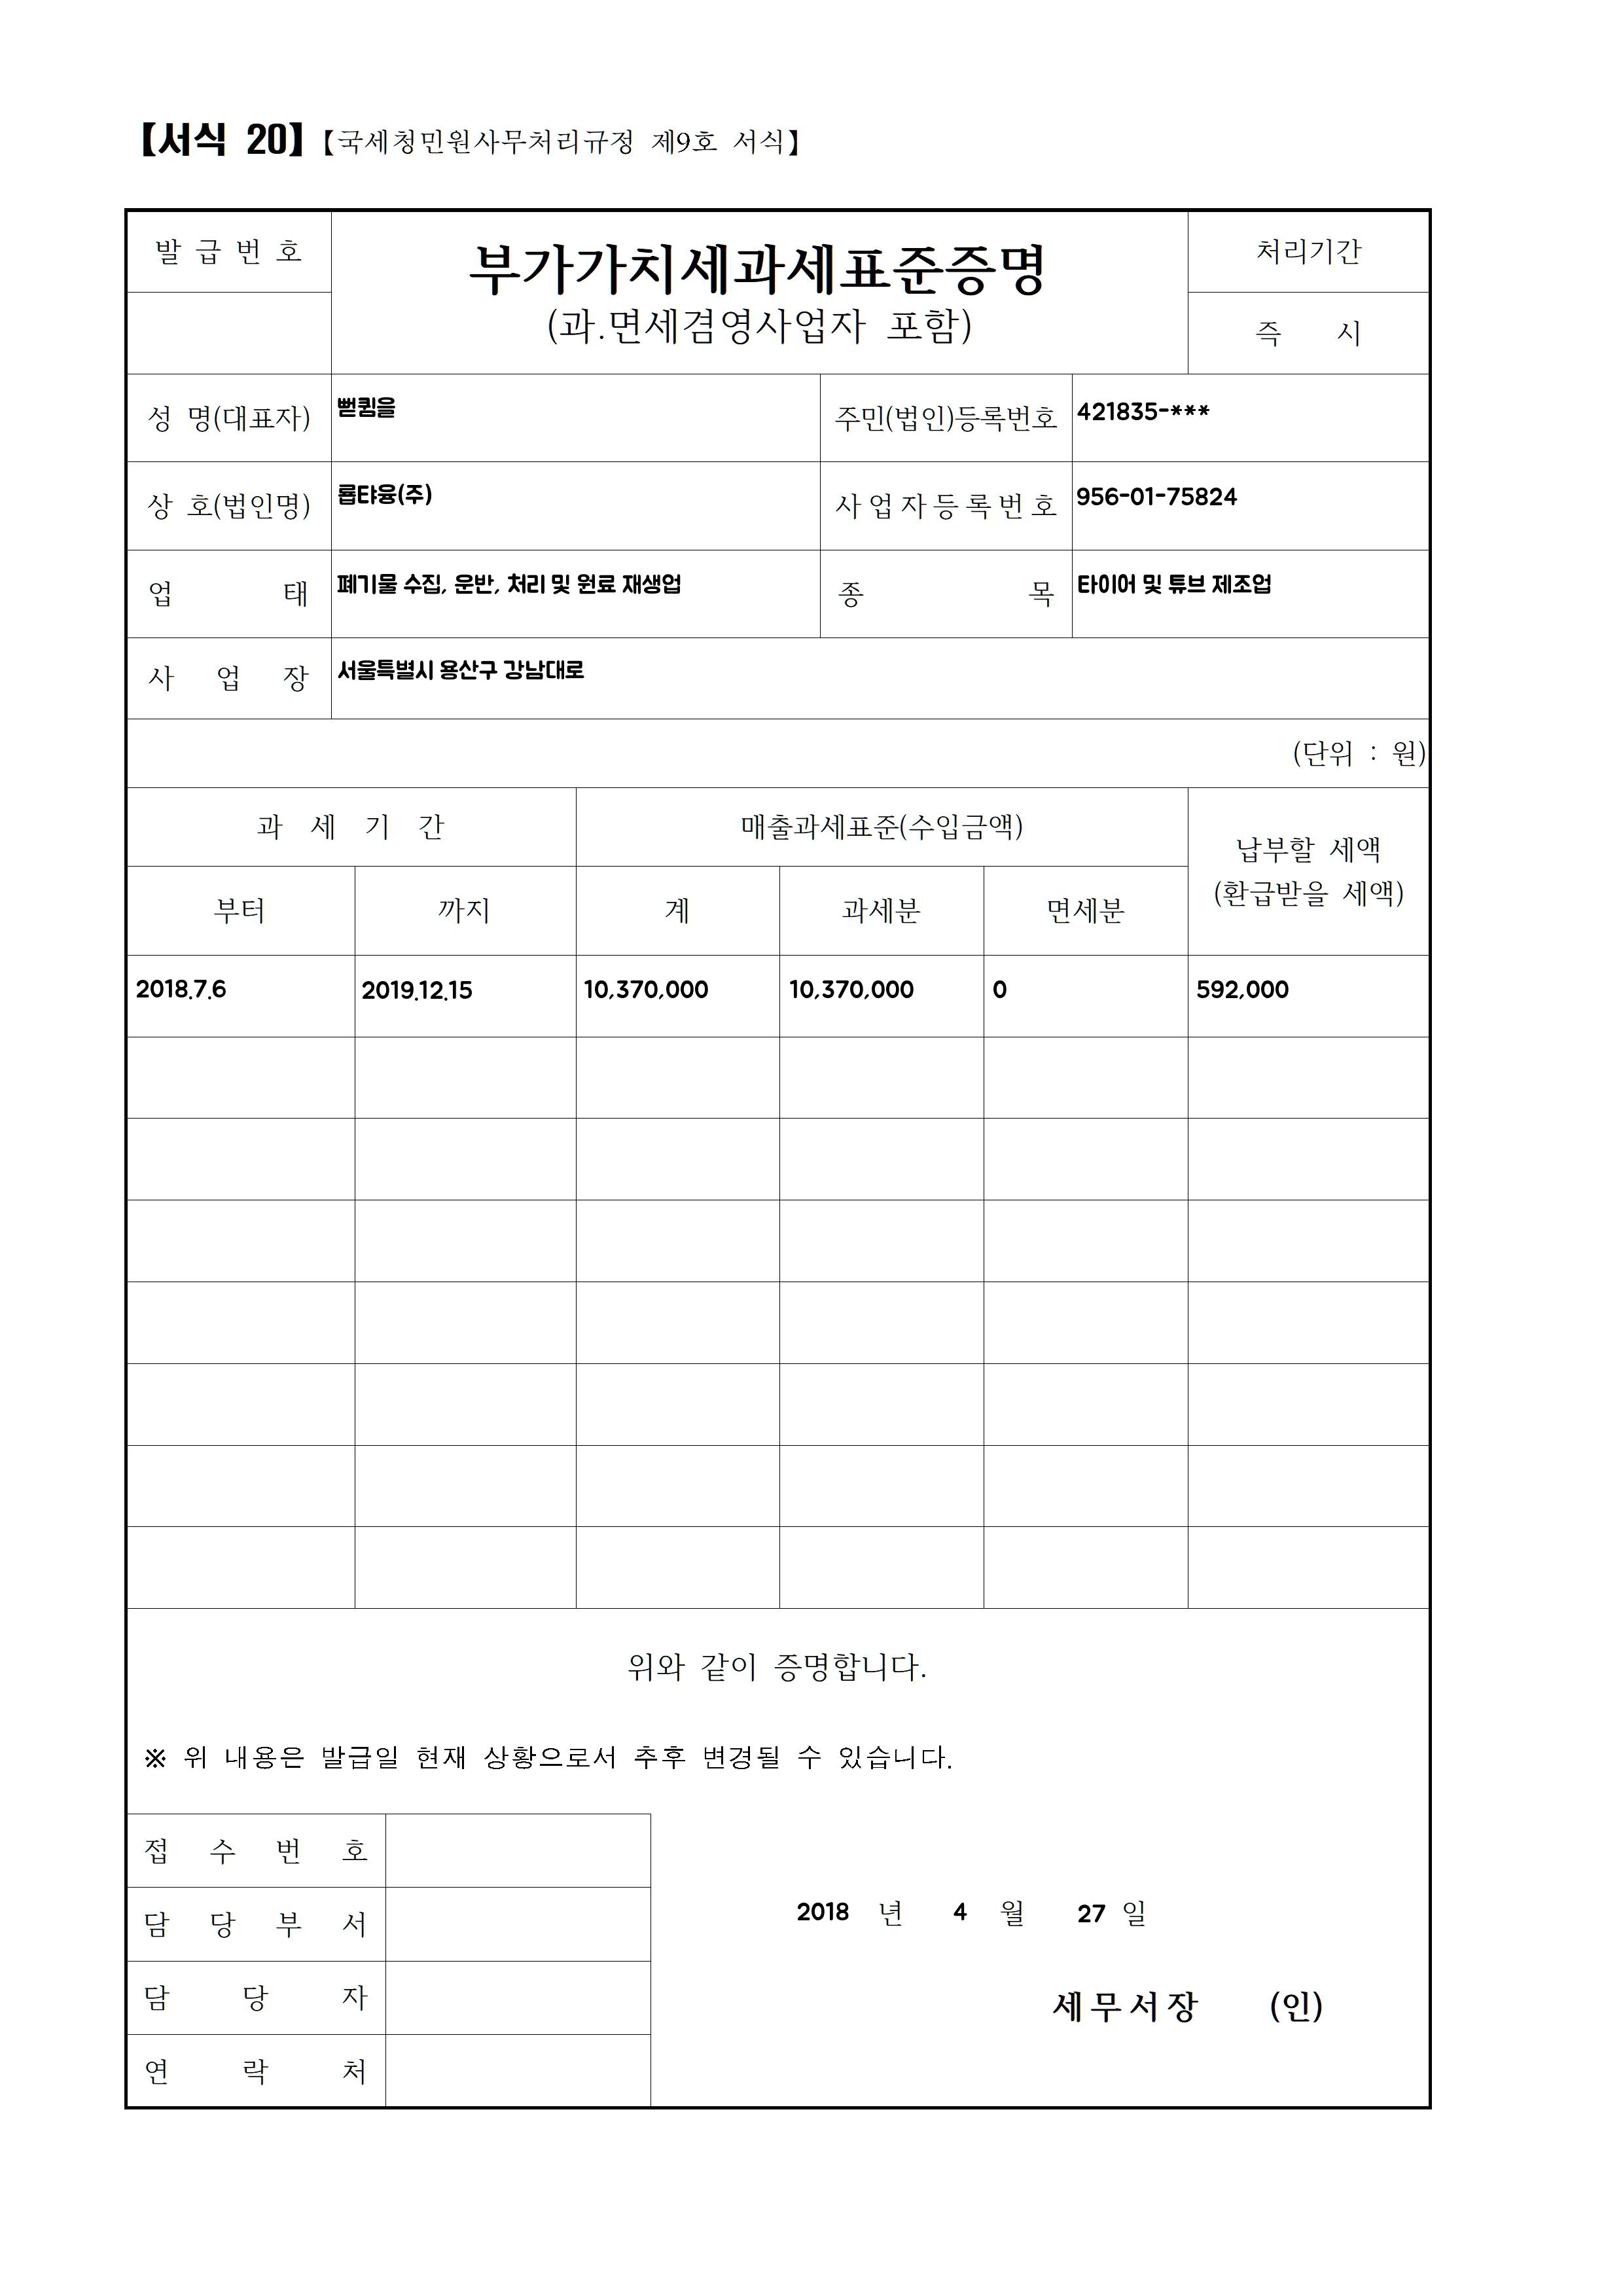 【서식 20】【국세청민원사무처리규정 제9호 서식】
발 급 번 호
부가가치세과세표준증명
(과.면세겸영사업자 포함)
처리기간
즉 시
성 명(대표자) 뻗큄을 주민(법인)등록번호 421835-***
상 호(법인명) 룝탸융(주) 사업자등록번호 956-01-75824
업 태 폐기물 수집, 운반, 처리 및 원료 재생업 종 목 타이어 및 튜브 제조업
사 업 장 서울특별시 용산구 강남대로
(단위 : 원)
과 세 기 간 매출과세표준(수입금액) 납부할 세액
(환급받을 세액)
부터 까지 계 과세분 면세분
2018.7.6 2019.12.15 10,370,000 10,370,000 0 592,000
위와 같이 증명합니다.
※ 위 내용은 발급일 현재 상황으로서 추후 변경될 수 있습니다.
접 수 번 호
담 당 부 서
담 당 자
연 락 처
2018 년 4 월 27 일
세무서장 (인)